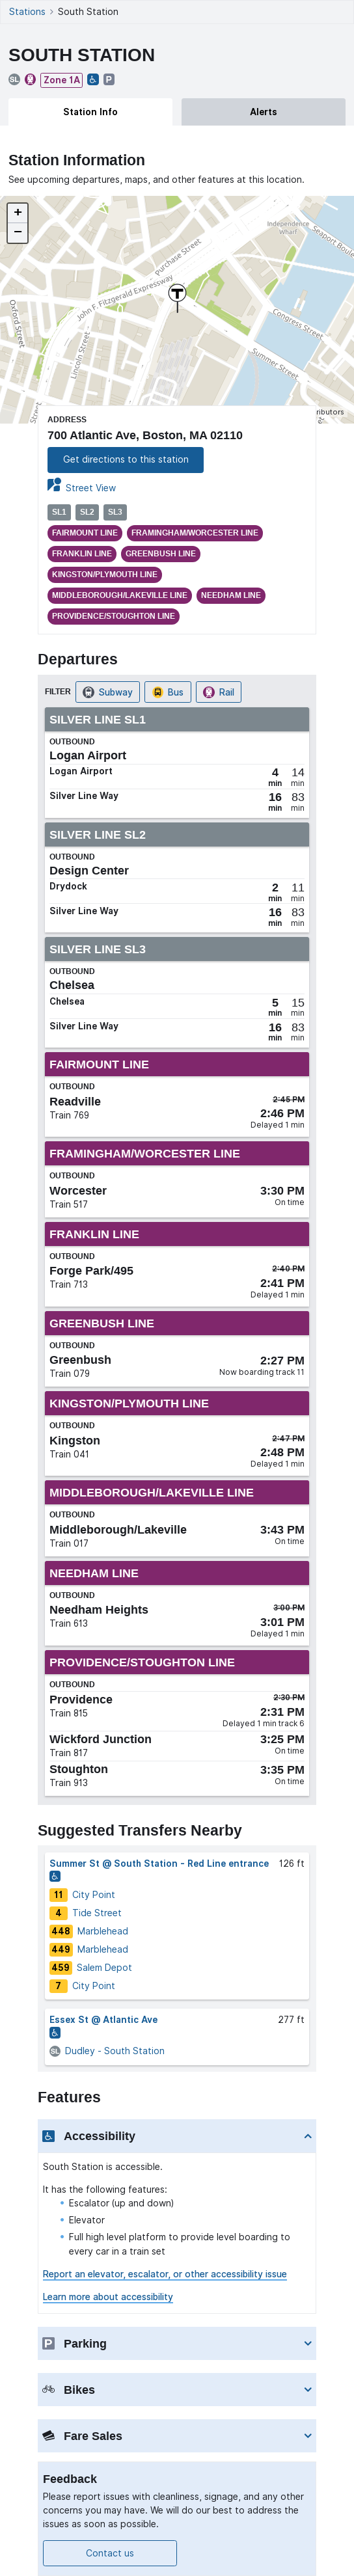 Stations > South Station
SOUTH STATION
SL Zone 1A P
Station Info
Alerts
Station Information
See upcoming departures, maps, and other features at this location.
+
−
Independence
Wharf
Seaport Boule
Purchase Street
John F. Fitzgerald Expressway
Oxford Street
Lincoln Street
Congress Street
Summer Street
T
Street
ributors
ADDRESS
700 Atlantic Ave, Boston, MA 02110
Get directions to this station
Street View
SL1 SL2 SL3
FAIRMOUNT LINE FRAMINGHAM/WORCESTER LINE
FRANKLIN LINE GREENBUSH LINE
KINGSTON/PLYMOUTH LINE
MIDDLEBOROUGH/LAKEVILLE LINE NEEDHAM LINE
PROVIDENCE/STOUGHTON LINE
Departures
FILTER Subway Bus Rail
SILVER LINE SL1
OUTBOUND
Logan Airport
Logan Airport 4 min 14 min
Silver Line Way 16 min 83 min
SILVER LINE SL2
OUTBOUND
Design Center
Drydock 2 min 11 min
Silver Line Way 16 min 83 min
SILVER LINE SL3
OUTBOUND
Chelsea
Chelsea 5 min 15 min
Silver Line Way 16 min 83 min
FAIRMOUNT LINE
OUTBOUND
2:45 PM
Readville 2:46 PM
Train 769 Delayed 1 min
FRAMINGHAM/WORCESTER LINE
OUTBOUND
Worcester 3:30 PM
Train 517 On time
FRANKLIN LINE
OUTBOUND
2:40 PM
Forge Park/495 2:41 PM
Train 713 Delayed 1 min
GREENBUSH LINE
OUTBOUND
Greenbush 2:27 PM
Train 079 Now boarding track 11
KINGSTON/PLYMOUTH LINE
OUTBOUND
2:47 PM
Kingston 2:48 PM
Train 041 Delayed 1 min
MIDDLEBOROUGH/LAKEVILLE LINE
OUTBOUND
Middleborough/Lakeville 3:43 PM
Train 017 On time
NEEDHAM LINE
OUTBOUND
3:00 PM
Needham Heights 3:01 PM
Train 613 Delayed 1 min
PROVIDENCE/STOUGHTON LINE
OUTBOUND
2:30 PM
Providence 2:31 PM
Train 815 Delayed 1 min track 6
Wickford Junction 3:25 PM
Train 817 On time
Stoughton 3:35 PM
Train 913 On time
Suggested Transfers Nearby
Summer St @ South Station - Red Line entrance 126 ft
11 City Point
4 Tide Street
448 Marblehead
449 Marblehead
459 Salem Depot
7 City Point
Essex St @ Atlantic Ave 277 ft
SL Dudley - South Station
Features
Accessibility
South Station is accessible.
It has the following features:
Escalator (up and down)
Elevator
Full high level platform to provide level boarding to
every car in a train set
Report an elevator, escalator, or other accessibility issue
Learn more about accessibility
P Parking
Bikes
Fare Sales
Feedback
Please report issues with cleanliness, signage, and any other
concerns you may have. We will do our best to address the
issues as soon as possible.
Contact us